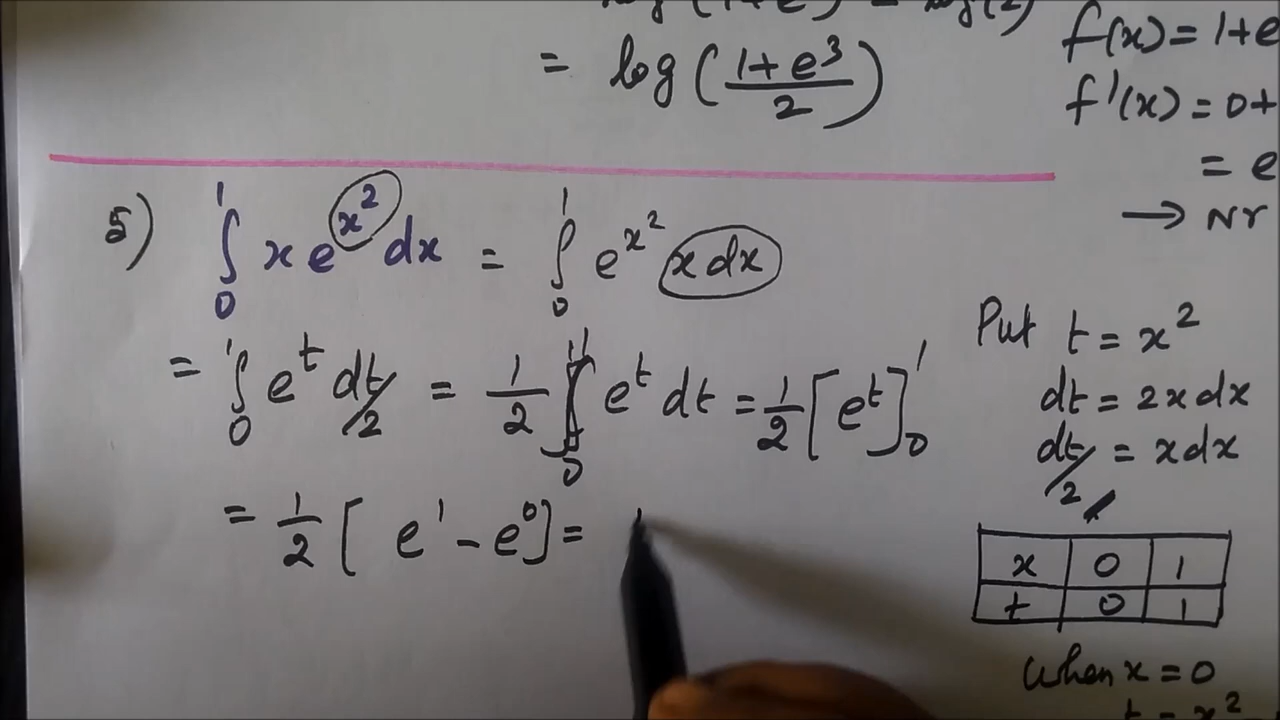 = log (1+e³/2)
f(x) = 1+e
f'(x) = 0+
= e
→ Nr
5) ∫₀¹ x e^x² dx = ∫₀¹ e^x² x dx
= ∫₀¹ e^t dt/2 = 1/2 ∫₀¹ e^t dt = 1/2 [e^t]₀¹
= 1/2 [ e¹ - e⁰] =
Put t = x²
dt = 2x dx
dt/2 = x dx
x 0 1
t 0 1
when x = 0
t = x²